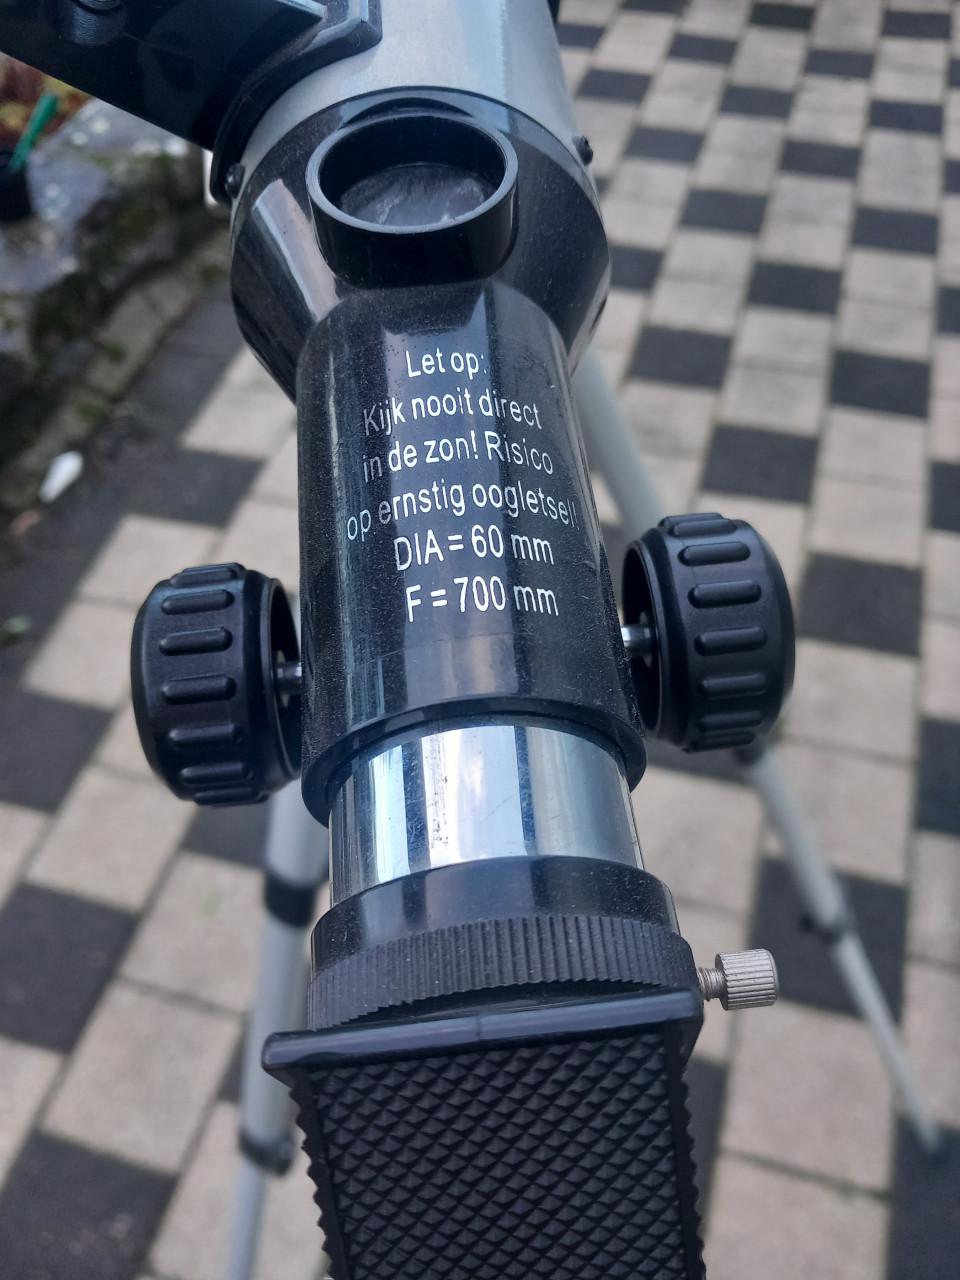 Let op:
Kijk nooit direct
in de zon! Risico
op ernstig oogletsel!
DIA = 60 mm
F = 700 mm